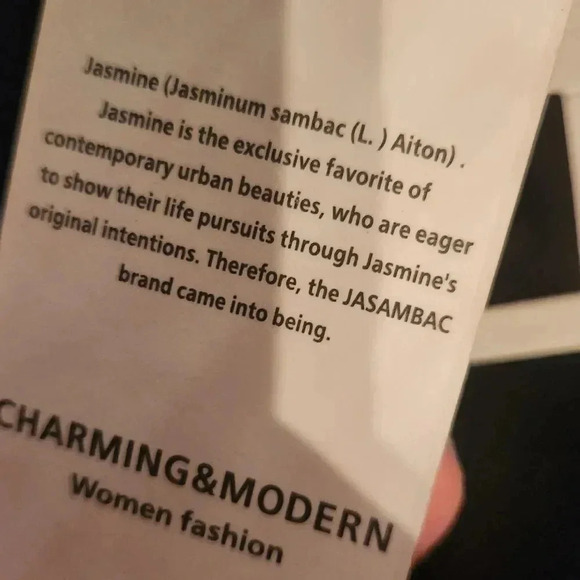 Jasmine (Jasminum sambac (L. ) Aiton) .
Jasmine is the exclusive favorite of
contemporary urban beauties, who are eager
to show their life pursuits through Jasmine's
original intentions. Therefore, the JASAMBAC
brand came into being.
CHARMING&MODERN
Women fashion